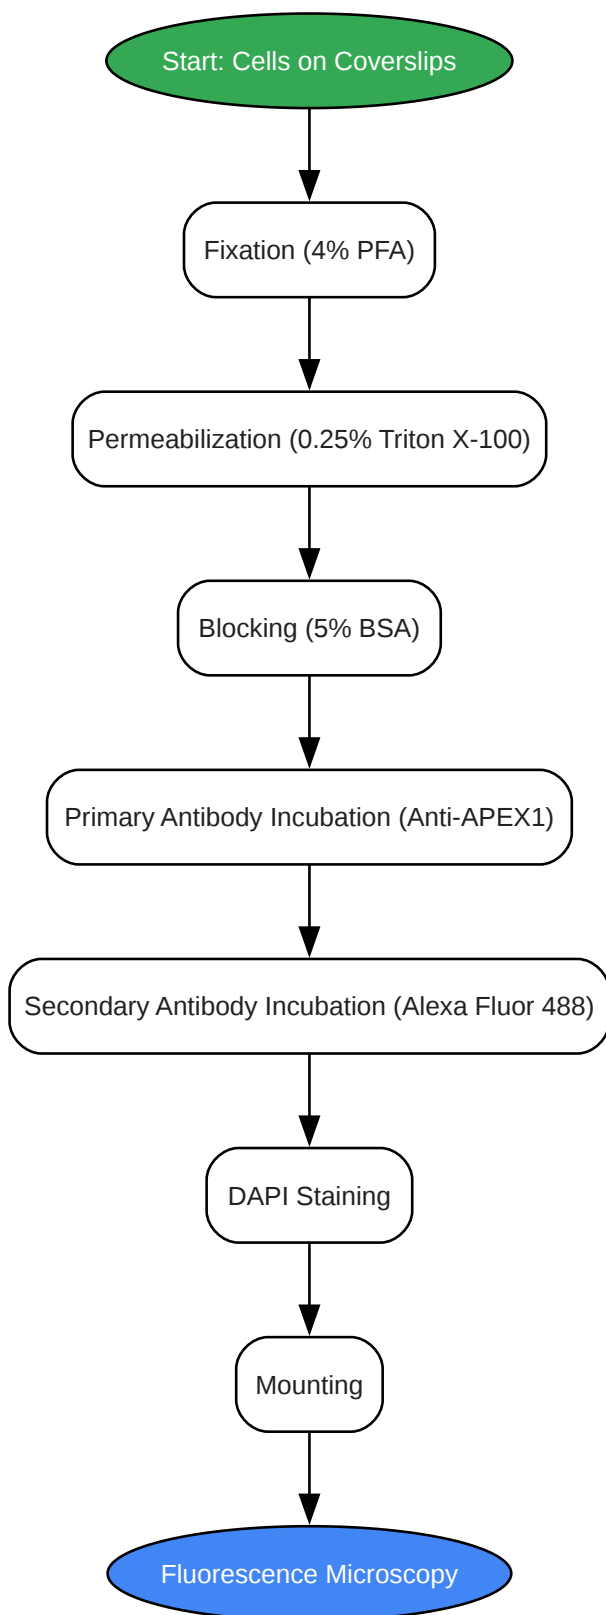 Start: Cells on Coverslips
Fixation (4% PFA)
Permeabilization (0.25% Triton X-100)
Blocking (5% BSA)
Primary Antibody Incubation (Anti-APEX1)
Secondary Antibody Incubation (Alexa Fluor 488)
DAPI Staining
Mounting
Fluorescence Microscopy